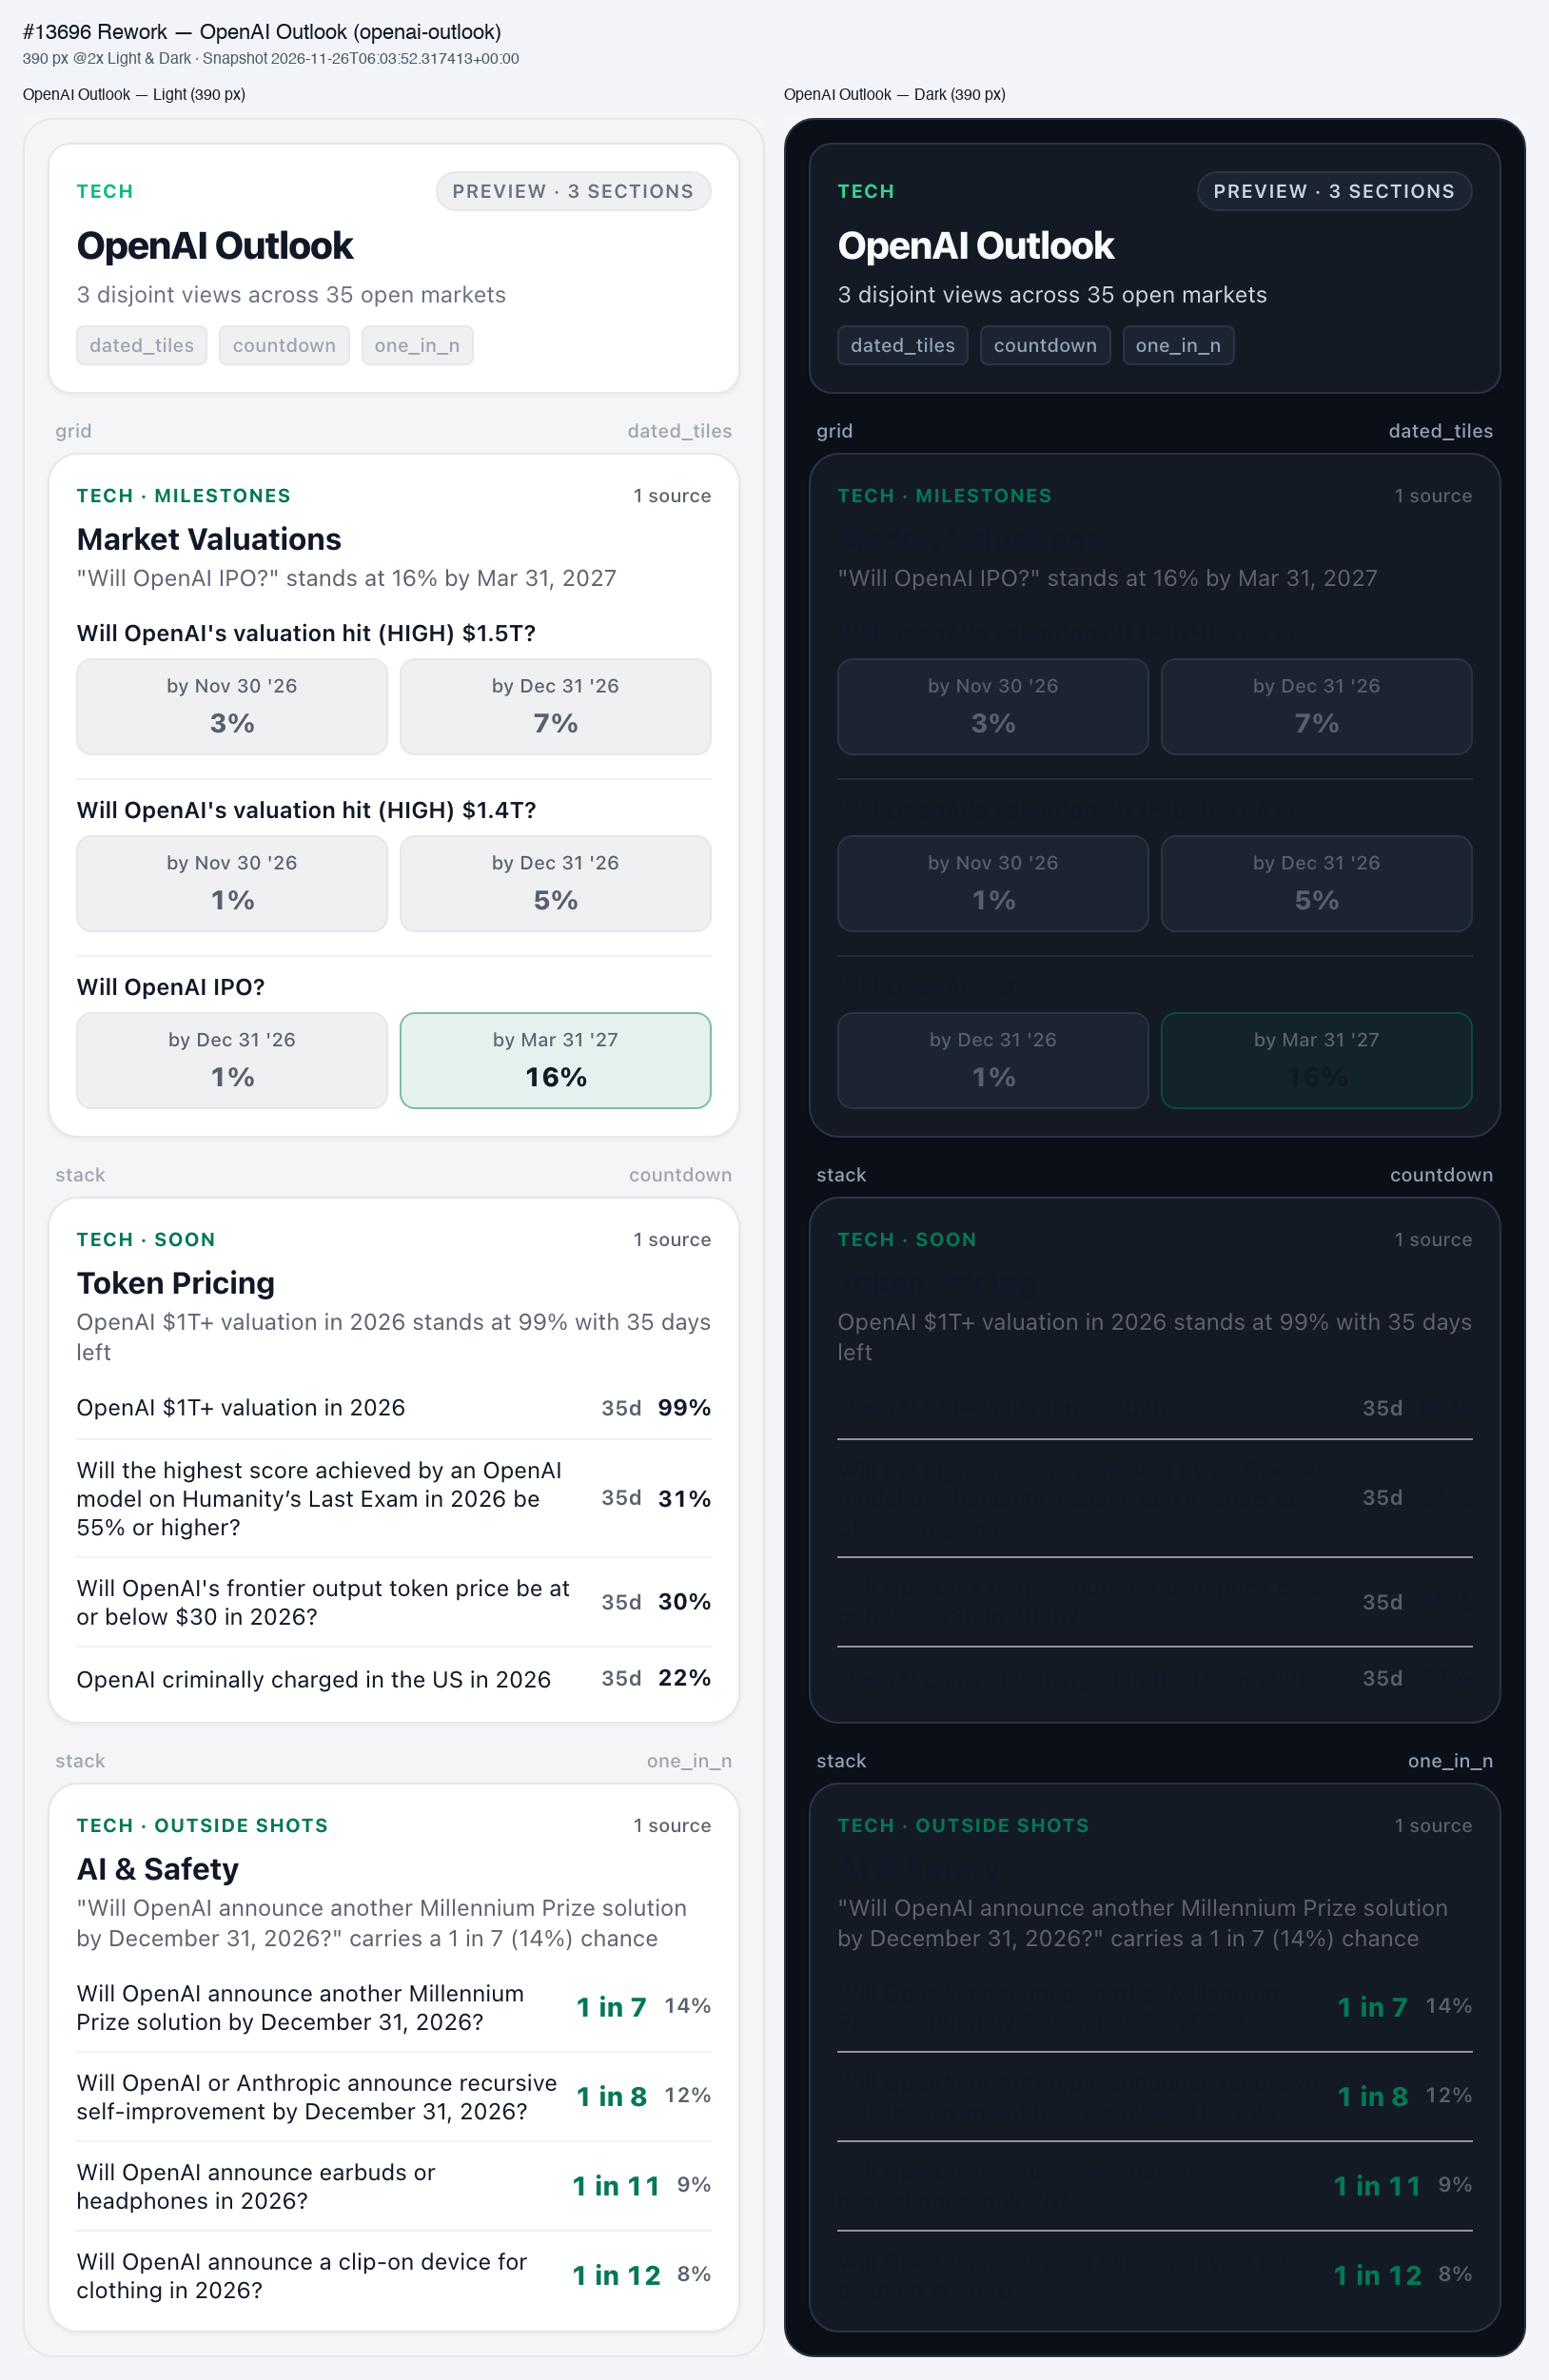 #13696 Rework — OpenAI Outlook (openai-outlook)
390 px @2x Light & Dark · Snapshot 2026-11-26T06:03:52.317413+00:00
OpenAI Outlook — Light (390 px)
TECH
PREVIEW · 3 SECTIONS
OpenAI Outlook
3 disjoint views across 35 open markets
dated_tiles
countdown
one_in_n
grid
dated_tiles
TECH · MILESTONES
1 source
Market Valuations
"Will OpenAI IPO?" stands at 16% by Mar 31, 2027
Will OpenAI's valuation hit (HIGH) $1.5T?
by Nov 30 '26
3%
by Dec 31 '26
7%
Will OpenAI's valuation hit (HIGH) $1.4T?
by Nov 30 '26
1%
by Dec 31 '26
5%
Will OpenAI IPO?
by Dec 31 '26
1%
by Mar 31 '27
16%
stack
countdown
TECH · SOON
1 source
Token Pricing
OpenAI $1T+ valuation in 2026 stands at 99% with 35 days
left
OpenAI $1T+ valuation in 2026
35d 99%
Will the highest score achieved by an OpenAI
model on Humanity’s Last Exam in 2026 be
55% or higher?
35d 31%
Will OpenAI's frontier output token price be at
or below $30 in 2026?
35d 30%
OpenAI criminally charged in the US in 2026
35d 22%
stack
one_in_n
TECH · OUTSIDE SHOTS
1 source
AI & Safety
"Will OpenAI announce another Millennium Prize solution
by December 31, 2026?" carries a 1 in 7 (14%) chance
Will OpenAI announce another Millennium
Prize solution by December 31, 2026?
1 in 7 14%
Will OpenAI or Anthropic announce recursive
self-improvement by December 31, 2026?
1 in 8 12%
Will OpenAI announce earbuds or
headphones in 2026?
1 in 11 9%
Will OpenAI announce a clip-on device for
clothing in 2026?
1 in 12 8%
OpenAI Outlook — Dark (390 px)
TECH
PREVIEW · 3 SECTIONS
OpenAI Outlook
3 disjoint views across 35 open markets
dated_tiles
countdown
one_in_n
grid
dated_tiles
TECH · MILESTONES
1 source
"Will OpenAI IPO?" stands at 16% by Mar 31, 2027
by Nov 30 '26
3%
by Dec 31 '26
7%
by Nov 30 '26
1%
by Dec 31 '26
5%
by Dec 31 '26
1%
by Mar 31 '27
16%
stack
countdown
TECH · SOON
1 source
OpenAI $1T+ valuation in 2026 stands at 99% with 35 days
left
35d
35d
35d
35d
stack
one_in_n
TECH · OUTSIDE SHOTS
1 source
"Will OpenAI announce another Millennium Prize solution
by December 31, 2026?" carries a 1 in 7 (14%) chance
1 in 7 14%
1 in 8 12%
1 in 11 9%
1 in 12 8%